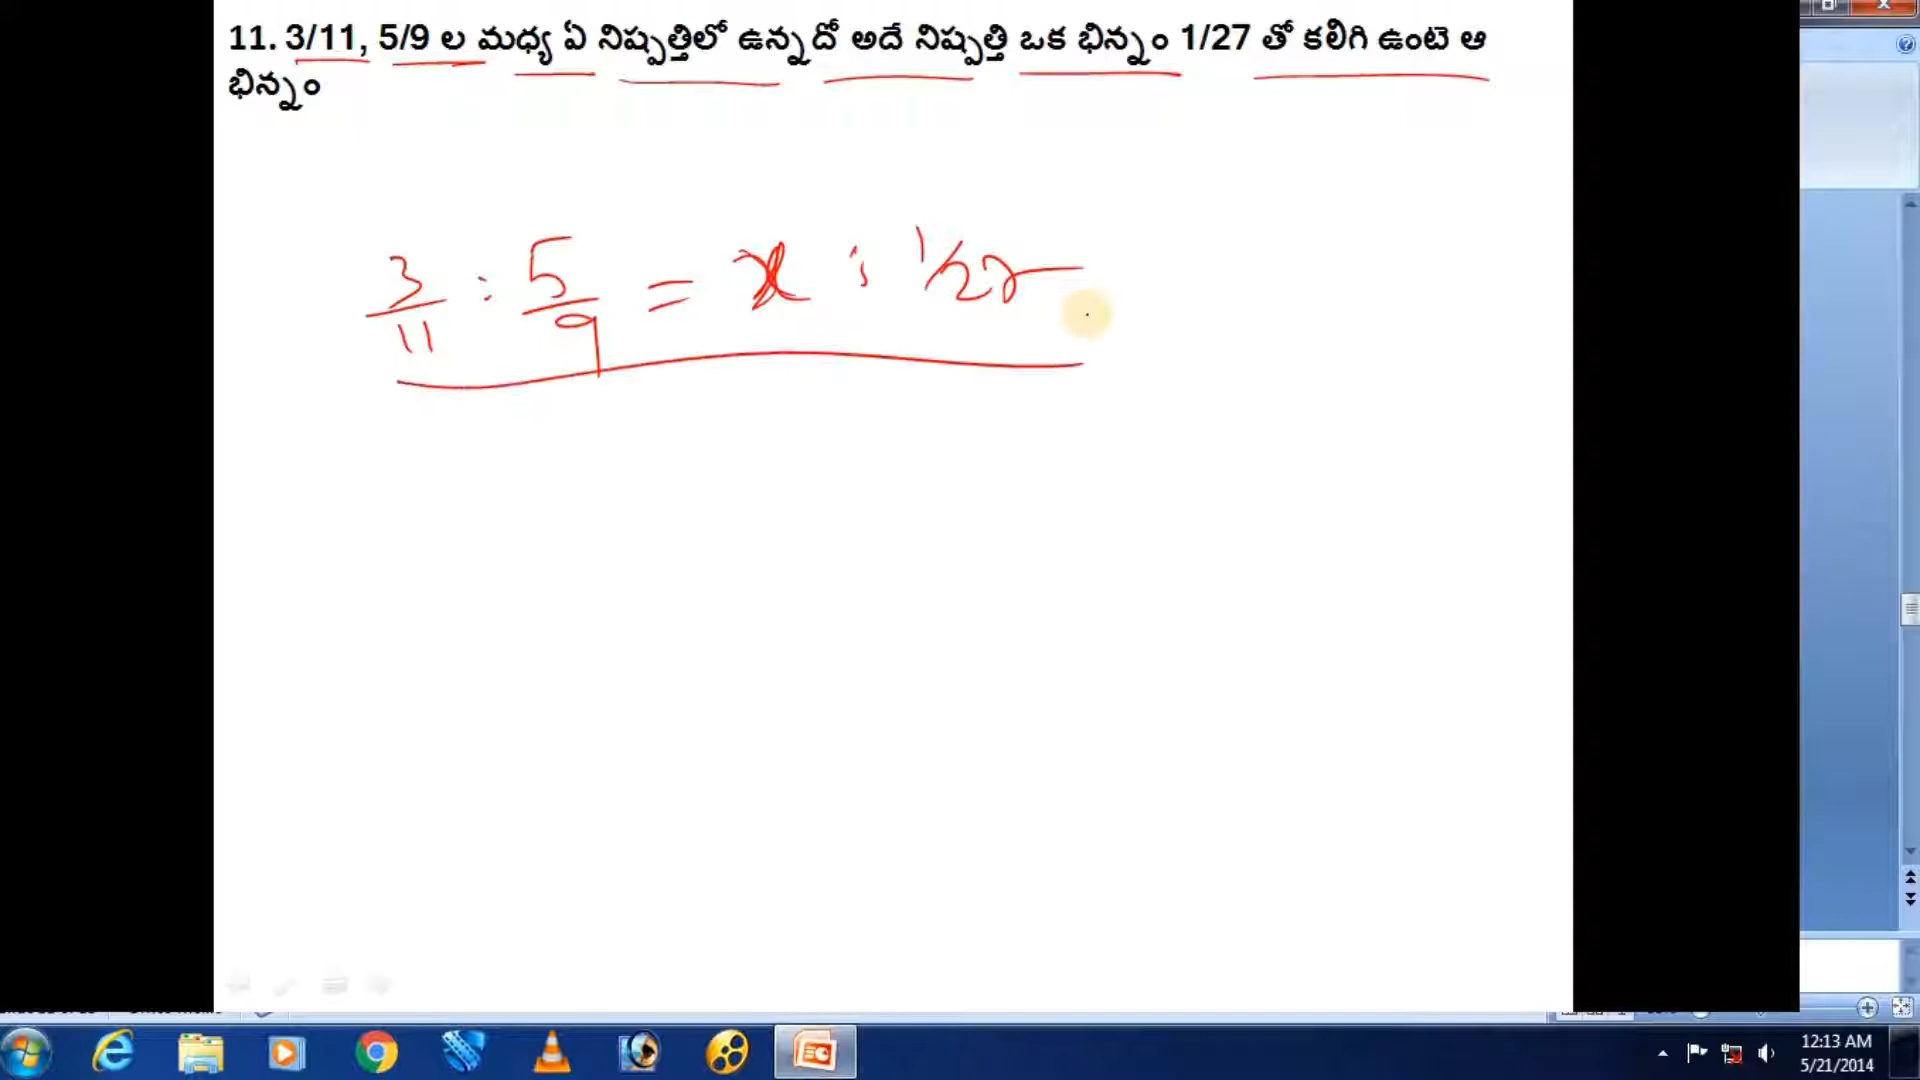 11. 3/11, 5/9 ల మధ్య ఏ నిష్పత్తిలో ఉన్నదో అదే నిష్పత్తి ఒక భిన్నం 1/27 తో కలిగి ఉంటె ఆ
భిన్నం
3/11 : 5/9 = x : 1/27
12:13 AM
5/21/2014